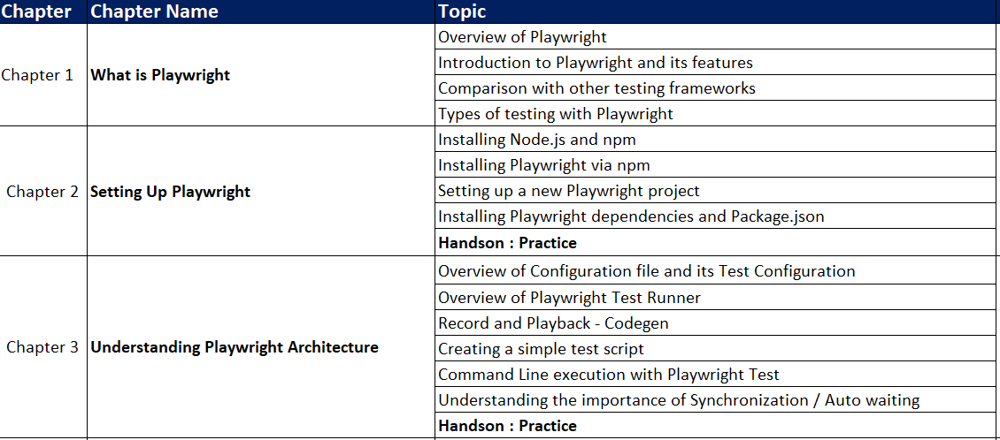 Chapter Chapter Name Topic
Overview of Playwright
Introduction to Playwright and its features
Chapter 1 What is Playwright
Comparison with other testing frameworks
Types of testing with Playwright
Installing Node.js and npm
Installing Playwright via npm
Chapter 2 Setting Up Playwright Setting up a new Playwright project
Installing Playwright dependencies and Package.json
Handson : Practice
Overview of Configuration file and its Test Configuration
Overview of Playwright Test Runner
Record and Playback - Codegen
Chapter 3 Understanding Playwright Architecture Creating a simple test script
Command Line execution with Playwright Test
Understanding the importance of Synchronization / Auto waiting
Handson : Practice